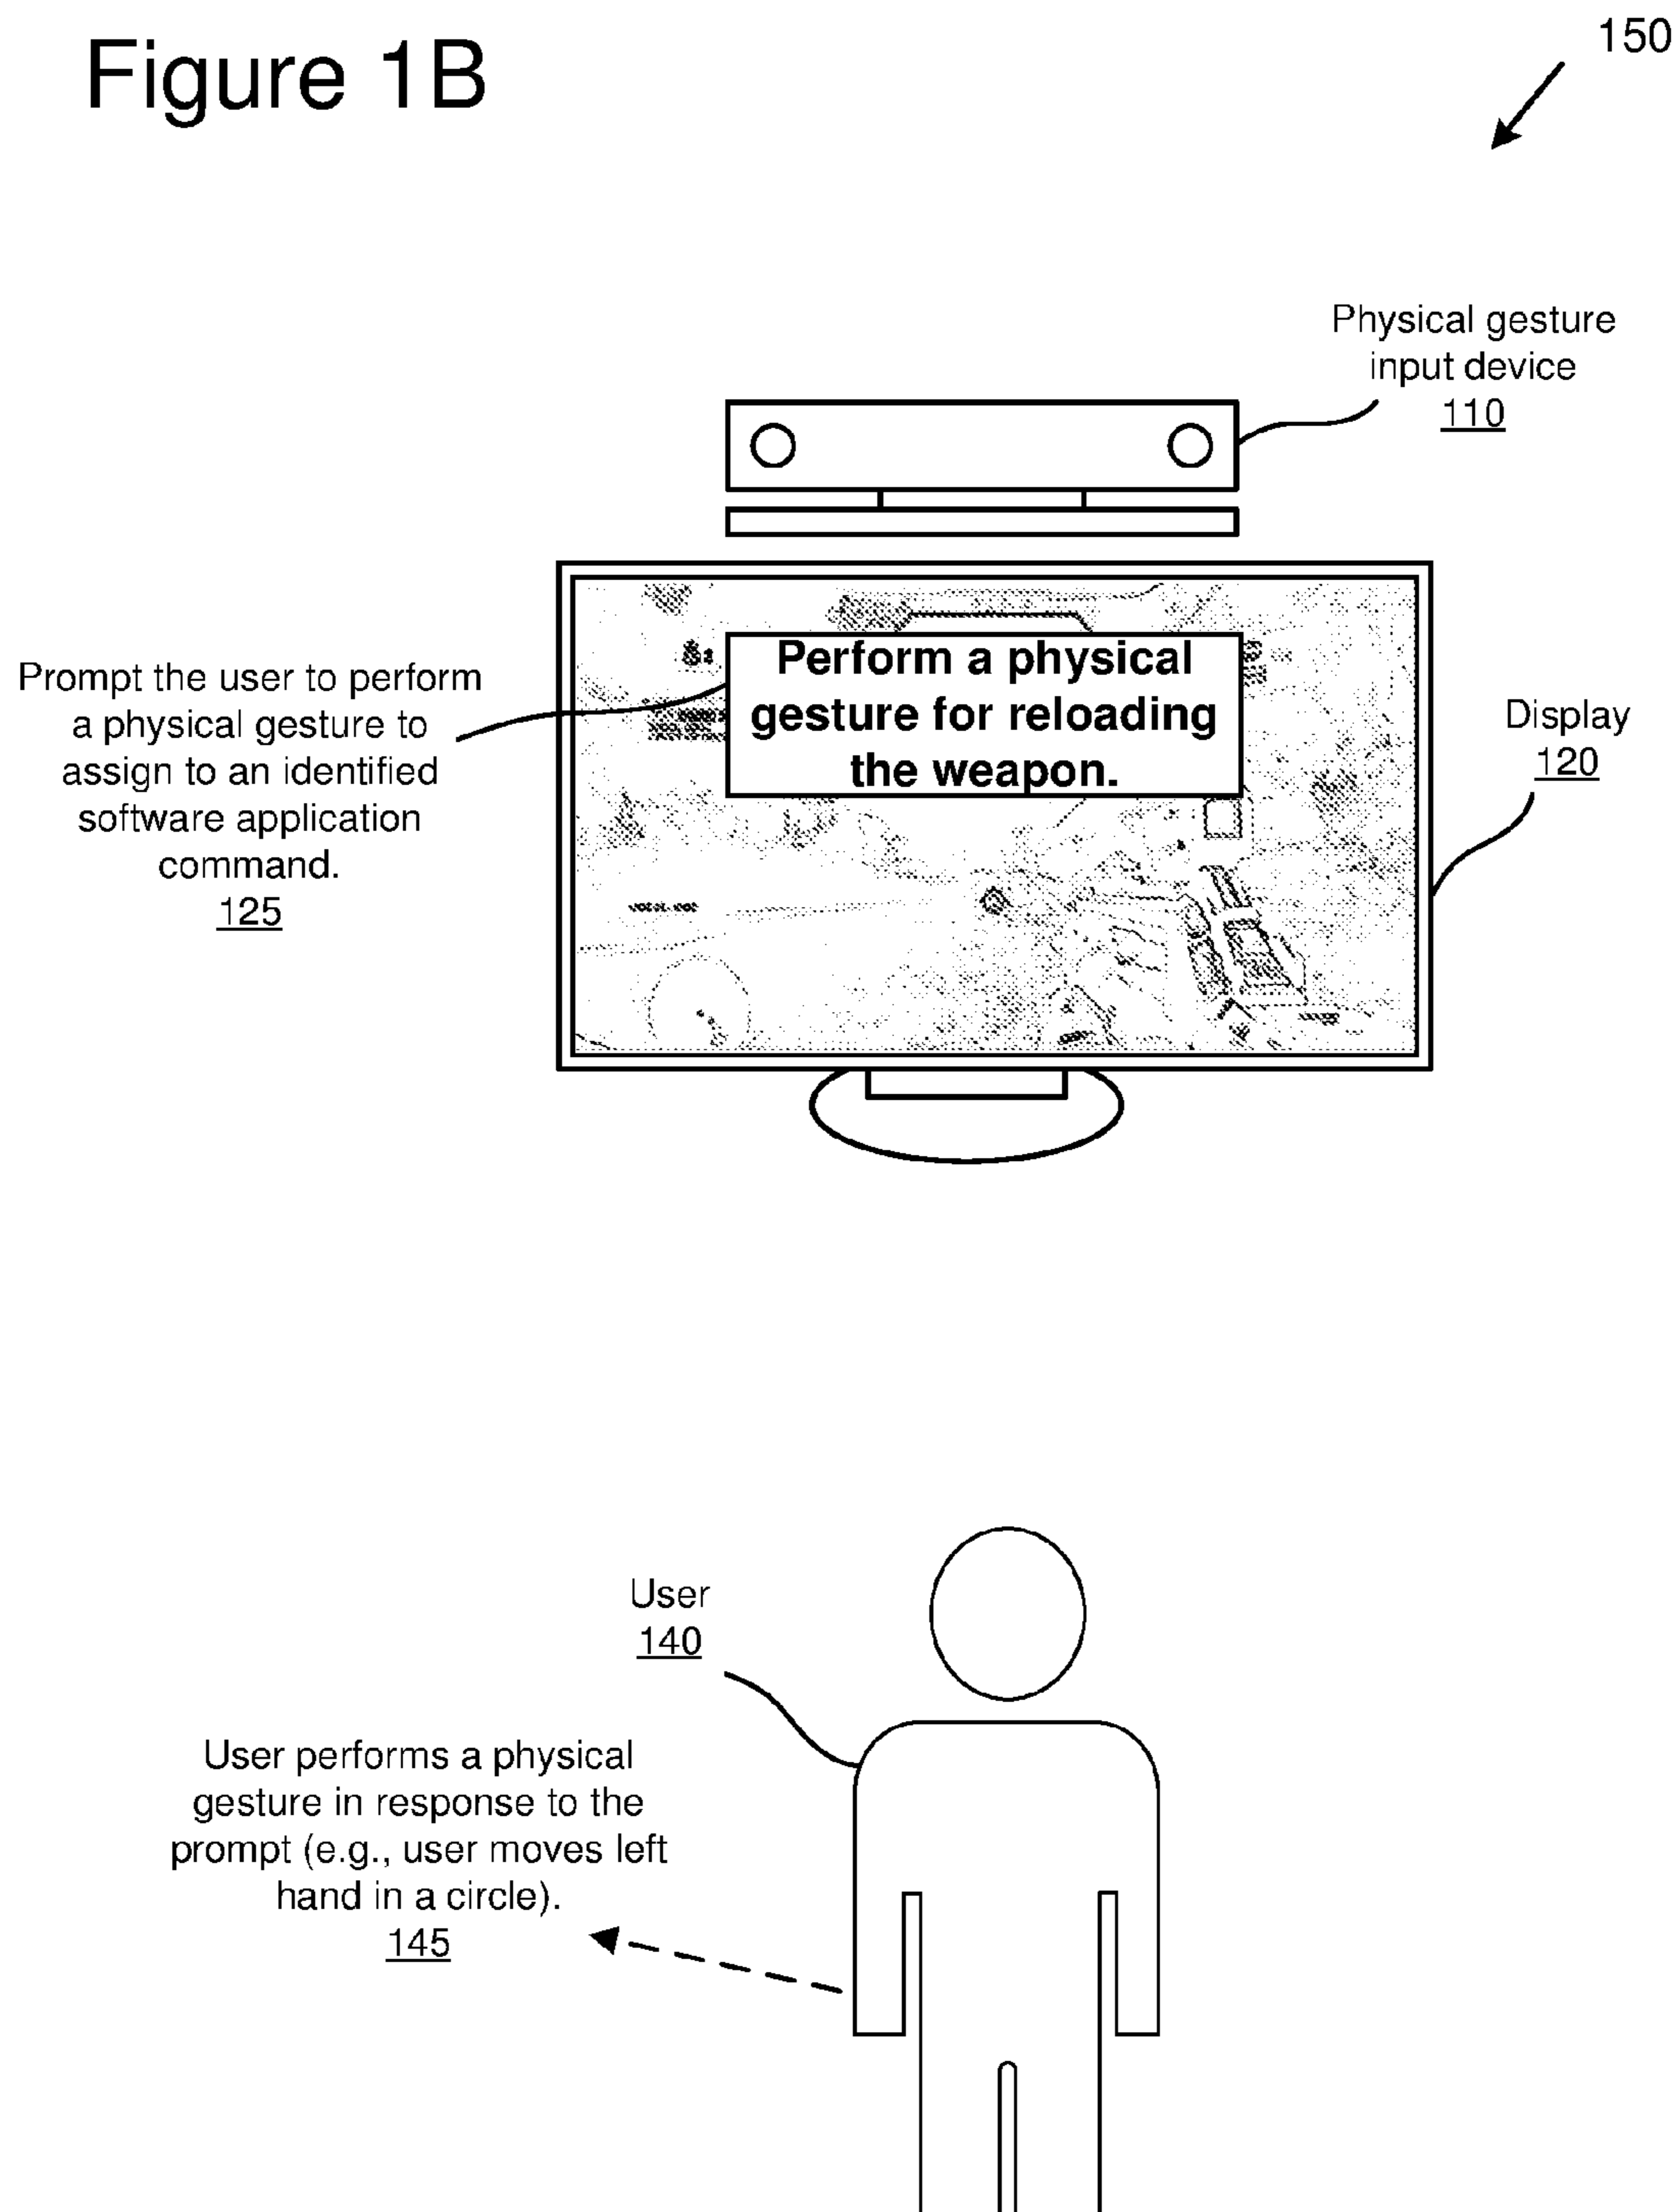 Figure 1B
150
Physical gesture
input device
110
Perform a physical
gesture for reloading
the weapon.
Prompt the user to perform
a physical gesture to
assign to an identified
software application
command.
125
Display
120
User
140
User performs a physical
gesture in response to the
prompt (e.g., user moves left
hand in a circle).
145